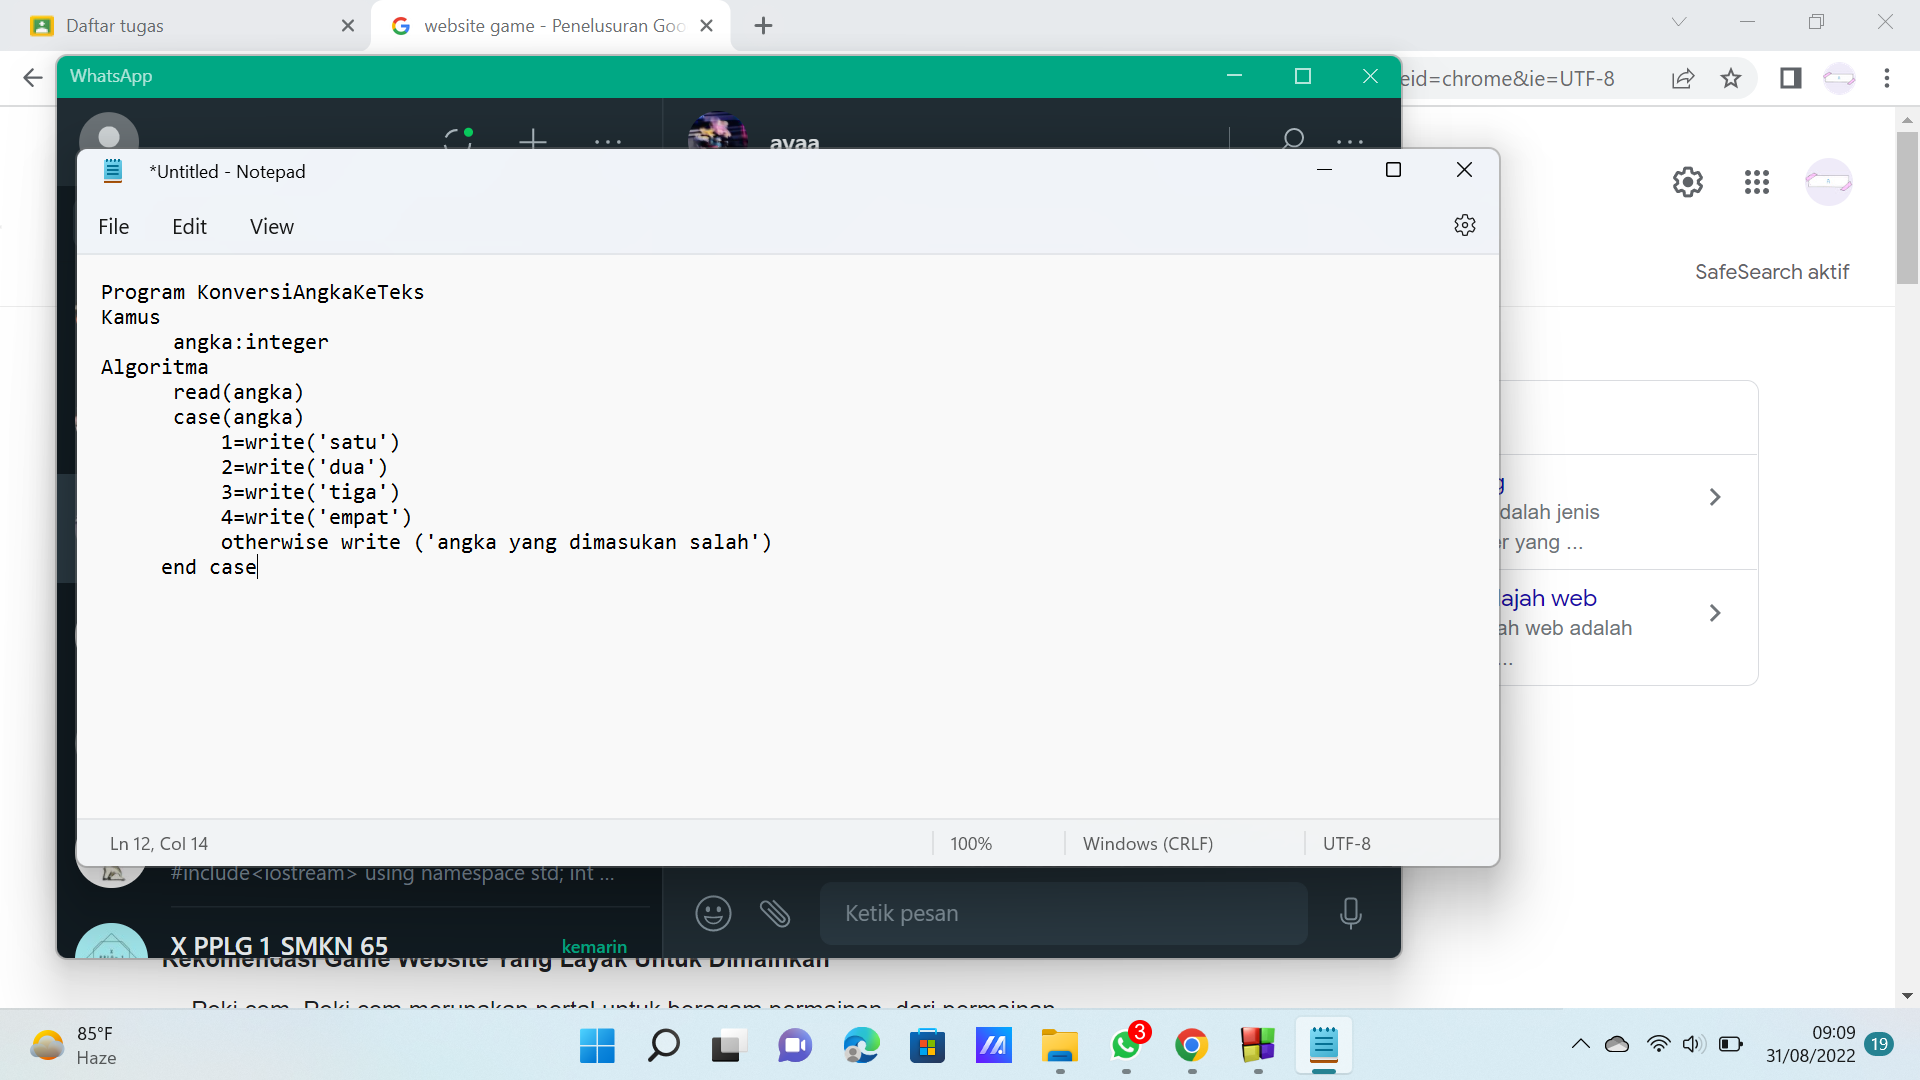 Daftar tugas
website game - Penelusuran Goo
WhatsApp
eid=chrome&ie=UTF-8
ayaa
*Untitled - Notepad
File Edit View
SafeSearch aktif
Program KonversiAngkaKeTeks
Kamus
angka:integer
Algoritma
read(angka)
case(angka)
1=write('satu')
2=write('dua')
3=write('tiga')
4=write('empat')
otherwise write ('angka yang dimasukan salah')
end case
g
dalah jenis
r yang ...
ajah web
ah web adalah
...
Ln 12, Col 14
100%
Windows (CRLF)
UTF-8
#include<iostream> using namespace std; int ...
Ketik pesan
X PPLG 1 SMKN 65
kemarin
Rekomendasi Game Website Yang Layak Untuk Dimainkan
Poki.com. Poki.com merupakan portal untuk beragam permainan, dari permainan
85°F
Haze
3
09:09
31/08/2022
19